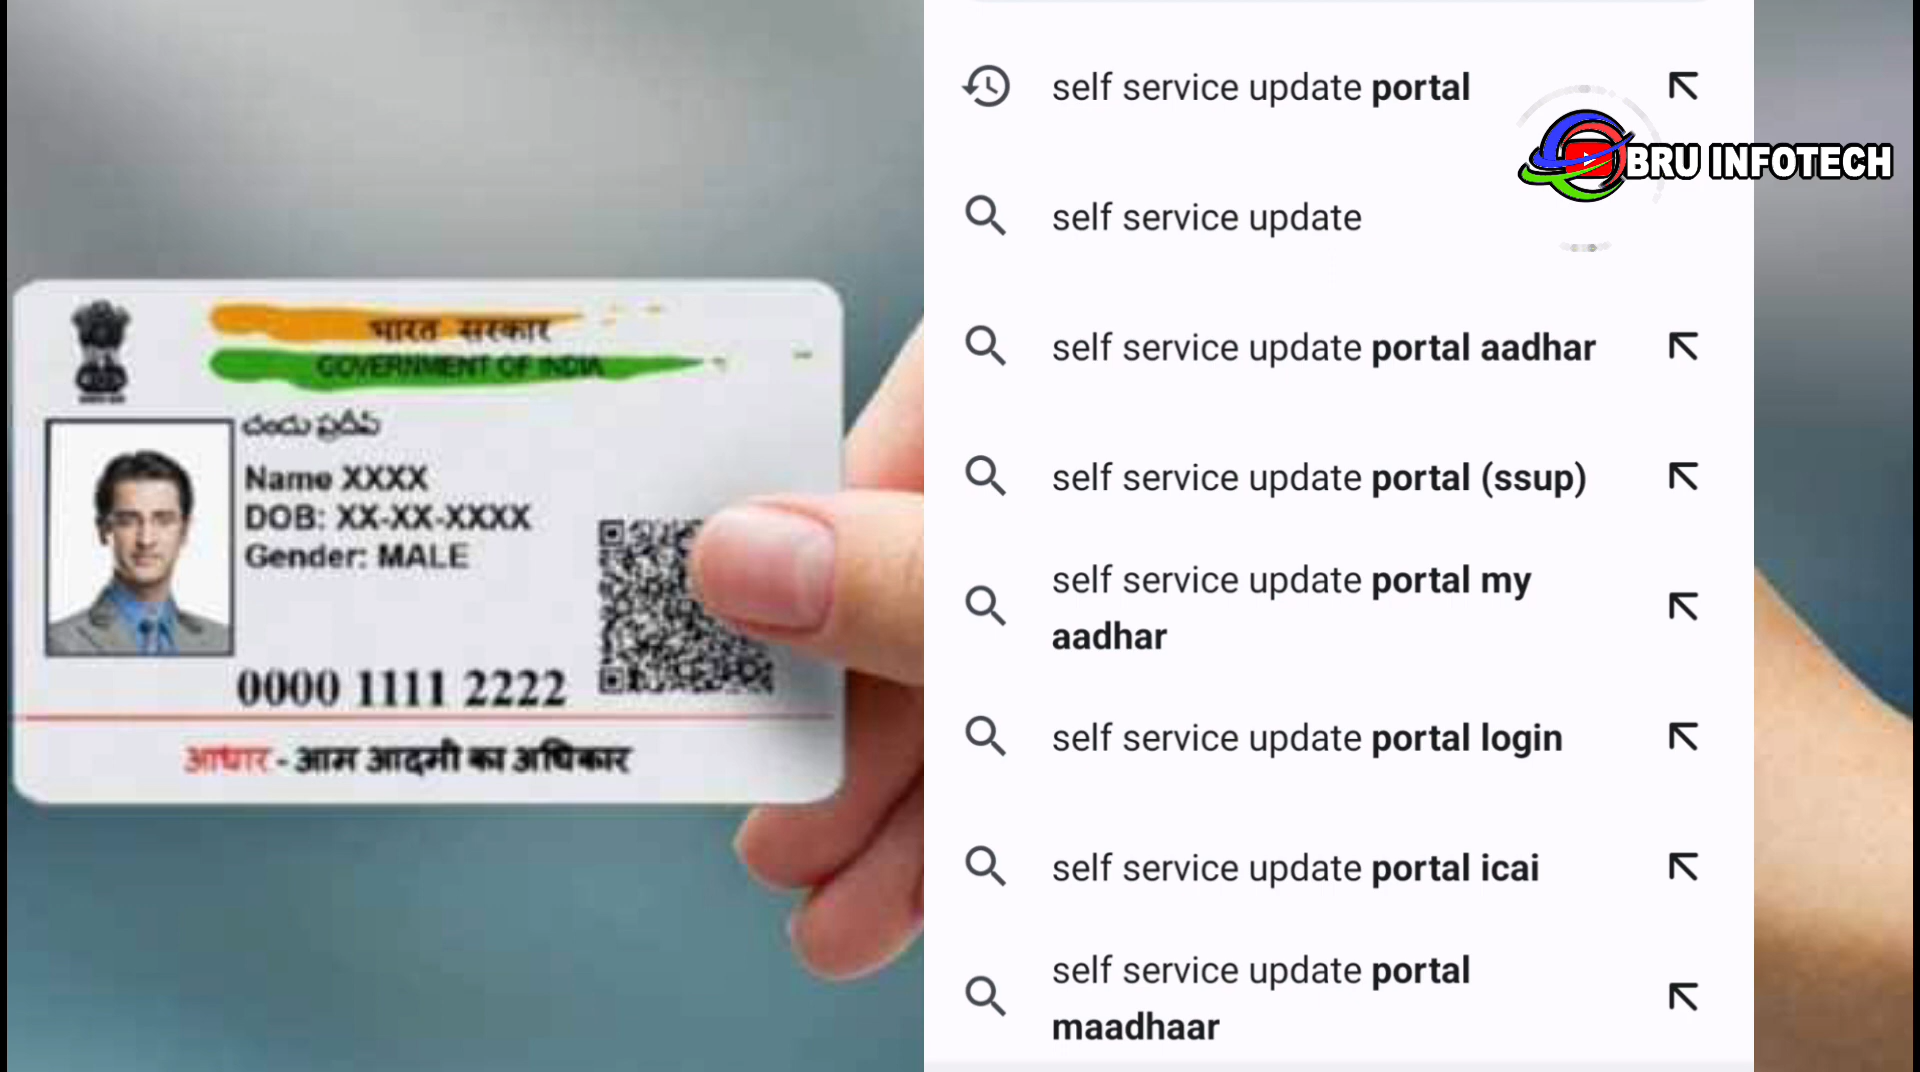 भारत सरकार
GOVERNMENT OF INDIA
చందు ప్రదీప్
Name XXXX
DOB: XX-XX-XXXX
Gender: MALE
0000 1111 2222
आधार - आम आदमी का अधिकार
self service update portal
BRU INFOTECH
self service update
self service update portal aadhar
self service update portal (ssup)
self service update portal my
aadhar
self service update portal login
self service update portal icai
self service update portal
maadhaar